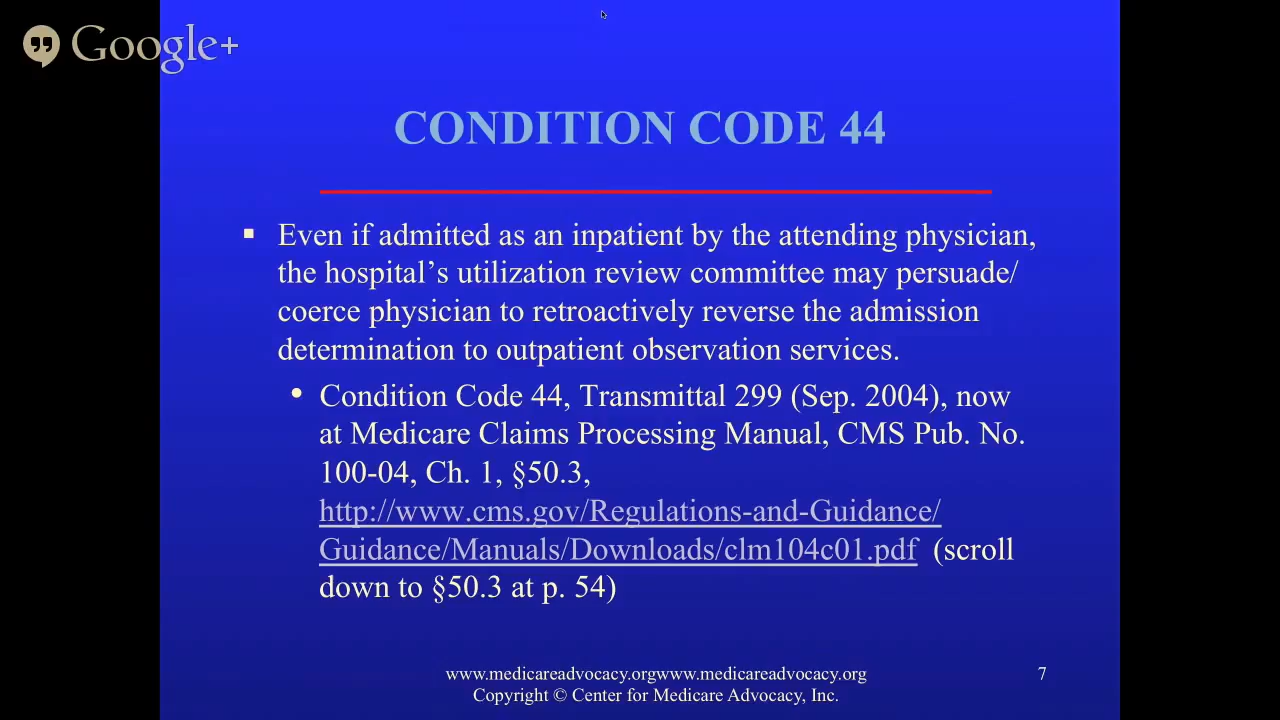 Google+
CONDITION CODE 44
▪ Even if admitted as an inpatient by the attending physician,
the hospital’s utilization review committee may persuade/
coerce physician to retroactively reverse the admission
determination to outpatient observation services.
• Condition Code 44, Transmittal 299 (Sep. 2004), now
at Medicare Claims Processing Manual, CMS Pub. No.
100-04, Ch. 1, §50.3,
http://www.cms.gov/Regulations-and-Guidance/
Guidance/Manuals/Downloads/clm104c01.pdf (scroll
down to §50.3 at p. 54)
www.medicareadvocacy.orgwww.medicareadvocacy.org
7
Copyright © Center for Medicare Advocacy, Inc.